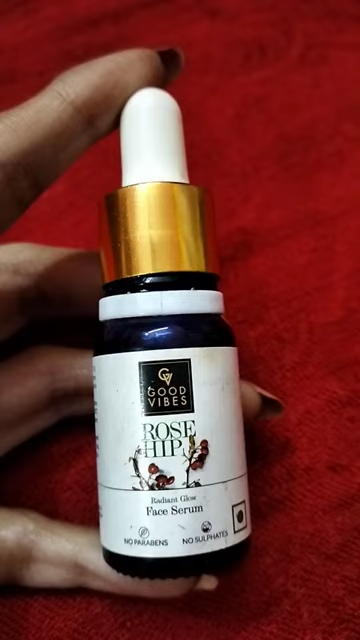 GV
GOOD
VIBES
ROSE
HIP
Radiant Glow
Face Serum
NO PARABENS
NO SULPHATES